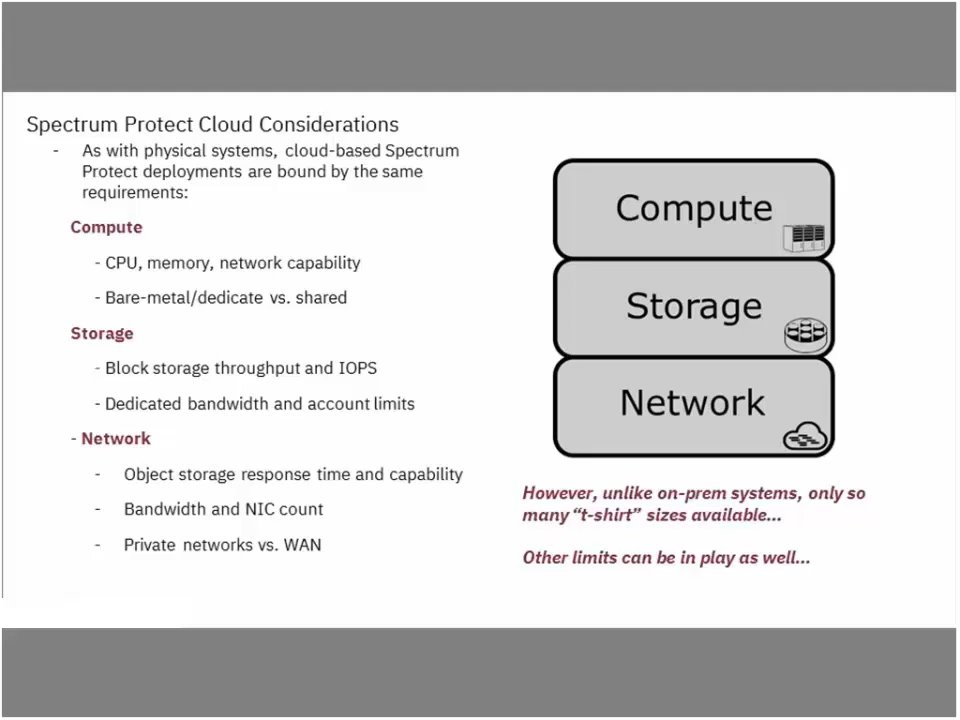 Spectrum Protect Cloud Considerations
- As with physical systems, cloud-based Spectrum
Protect deployments are bound by the same
requirements:
Compute
- CPU, memory, network capability
- Bare-metal/dedicate vs. shared
Storage
- Block storage throughput and IOPS
- Dedicated bandwidth and account limits
- Network
- Object storage response time and capability
- Bandwidth and NIC count
- Private networks vs. WAN
Compute
Storage
Network
However, unlike on-prem systems, only so
many “t-shirt” sizes available...
Other limits can be in play as well...